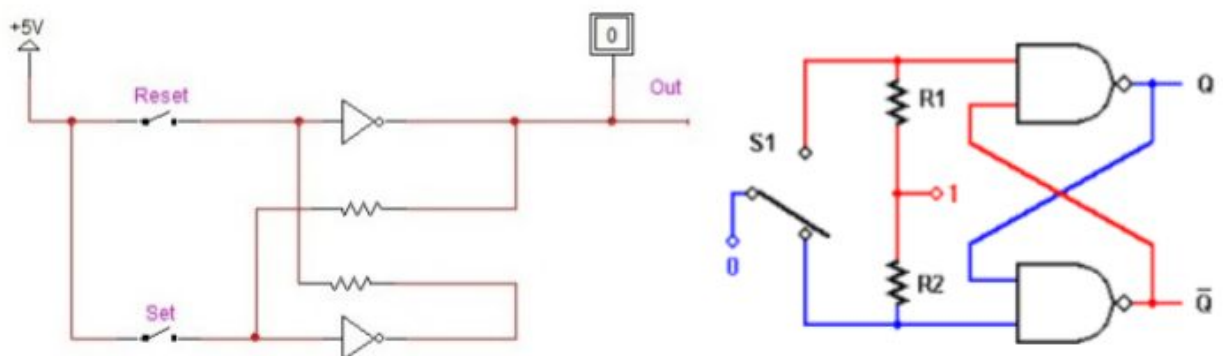 +5V
Reset
0
Out
Set
R1
Q
S1
1
0
R2
Q̅